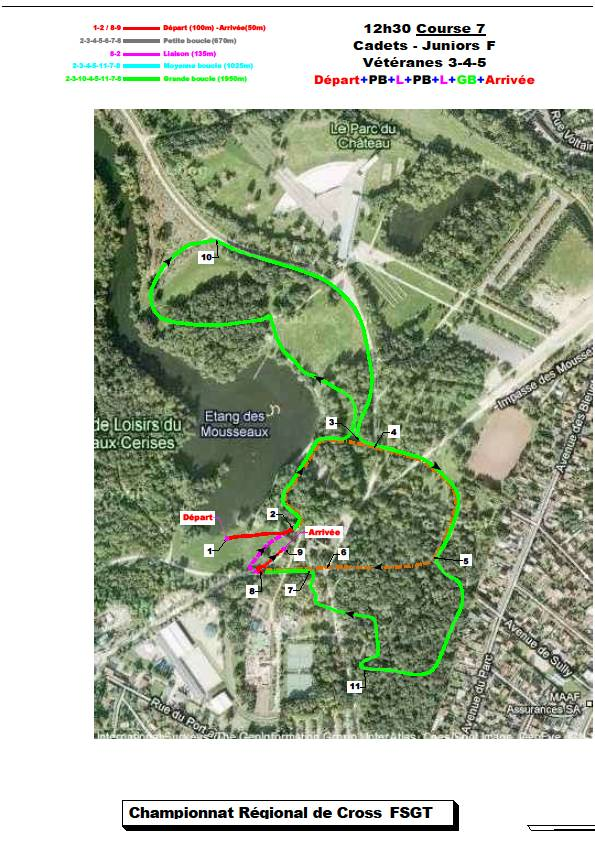 1-2 / 8-9 Départ (100m) -Arrivée(50m)
2-3-4-5-6-7-8 Petite boucle (670m)
8-2 Liaison (135m)
2-3-4-5-11-7-8 Moyenne boucle (1025m)
2-3-10-4-5-11-7-8 Grande boucle (1950m)
12h30 Course 7
Cadets - Juniors F
Vétéranes 3-4-5
Départ+PB+L+PB+L+GB+Arrivée
Le Parc du
Château
Rue Voltair
10
Impasse des Mousse
Avenue des Bleu
Etang des
Mousseaux
de Loisirs du
aux Cerises
3
4
Départ
2
Arrivée
1
9
6
5
8
7
11
Avenue de Sully
Avenue du Parc
MAAF
Assurances SA
Rue du Port a
Championnat Régional de Cross FSGT